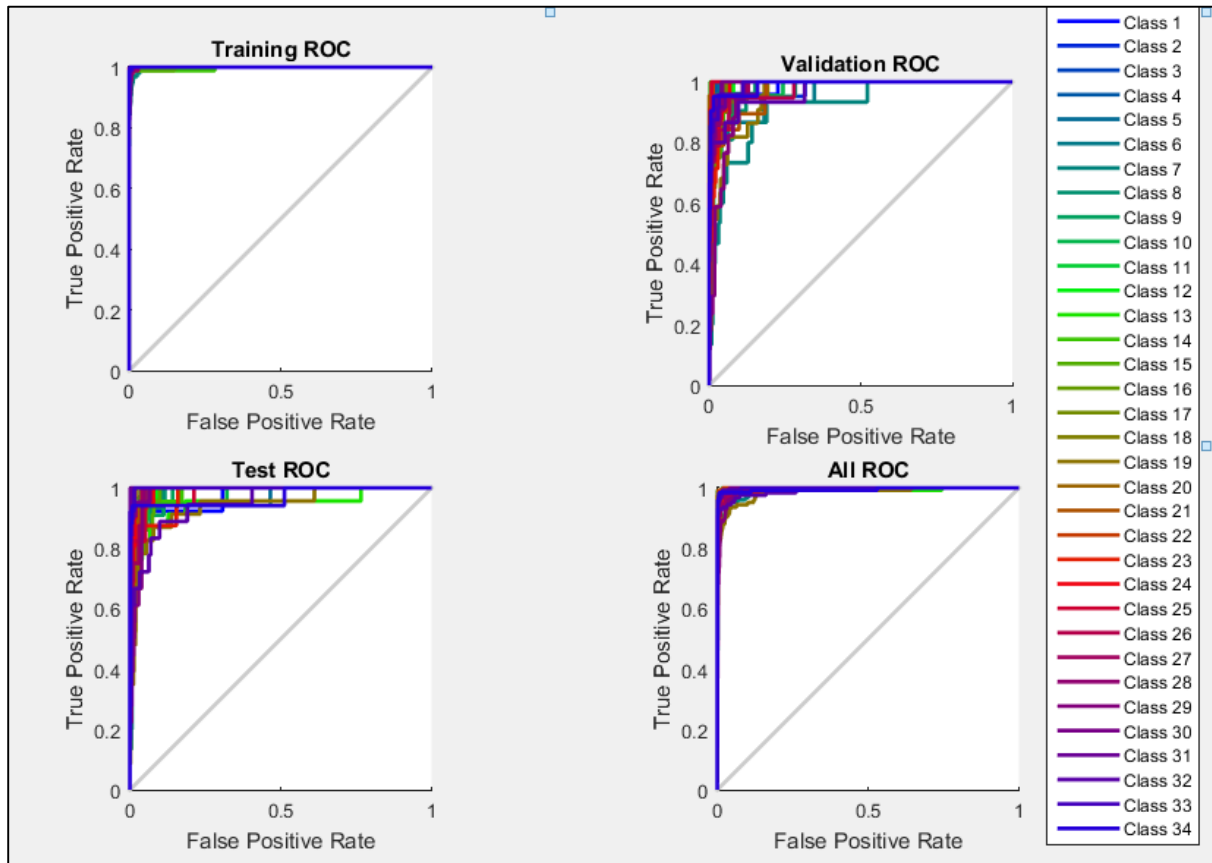 Training ROC
1
0.8
0.6
0.4
0.2
0
0 0.5 1
True Positive Rate
False Positive Rate
Validation ROC
1
0.8
0.6
0.4
0.2
0
0 0.5 1
True Positive Rate
False Positive Rate
Test ROC
1
0.8
0.6
0.4
0.2
0
0 0.5 1
True Positive Rate
False Positive Rate
All ROC
1
0.8
0.6
0.4
0.2
0
0 0.5 1
True Positive Rate
False Positive Rate
Class 1
Class 2
Class 3
Class 4
Class 5
Class 6
Class 7
Class 8
Class 9
Class 10
Class 11
Class 12
Class 13
Class 14
Class 15
Class 16
Class 17
Class 18
Class 19
Class 20
Class 21
Class 22
Class 23
Class 24
Class 25
Class 26
Class 27
Class 28
Class 29
Class 30
Class 31
Class 32
Class 33
Class 34